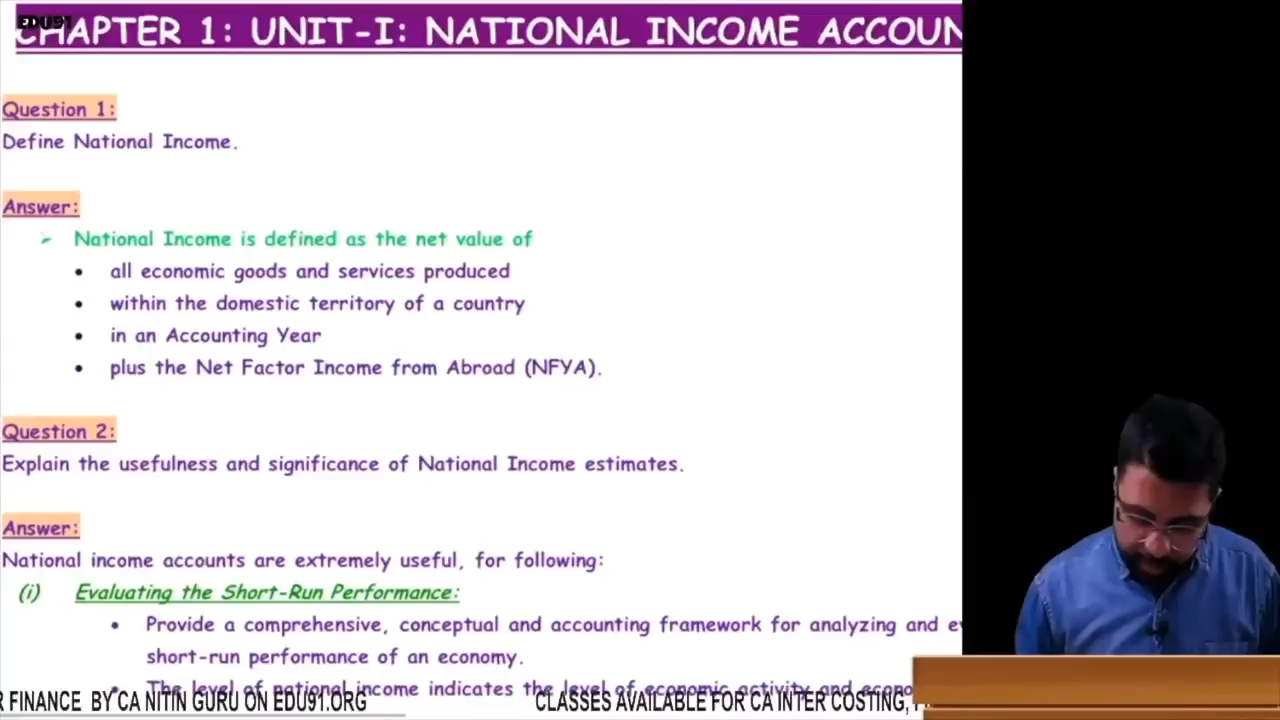 EDU91
CHAPTER 1: UNIT-I: NATIONAL INCOME ACCOUN
Question 1:
Define National Income.
Answer:
➢ National Income is defined as the net value of
• all economic goods and services produced
• within the domestic territory of a country
• in an Accounting Year
• plus the Net Factor Income from Abroad (NFYA).
Question 2:
Explain the usefulness and significance of National Income estimates.
Answer:
National income accounts are extremely useful, for following:
(i) Evaluating the Short-Run Performance:
• Provide a comprehensive, conceptual and accounting framework for analyzing and
short-run performance of an economy.
• The level of national income indicates the level of economic activity and
R FINANCE BY CA NITIN GURU ON EDU91.ORG CLASSES AVAILABLE FOR CA INTER COSTING,